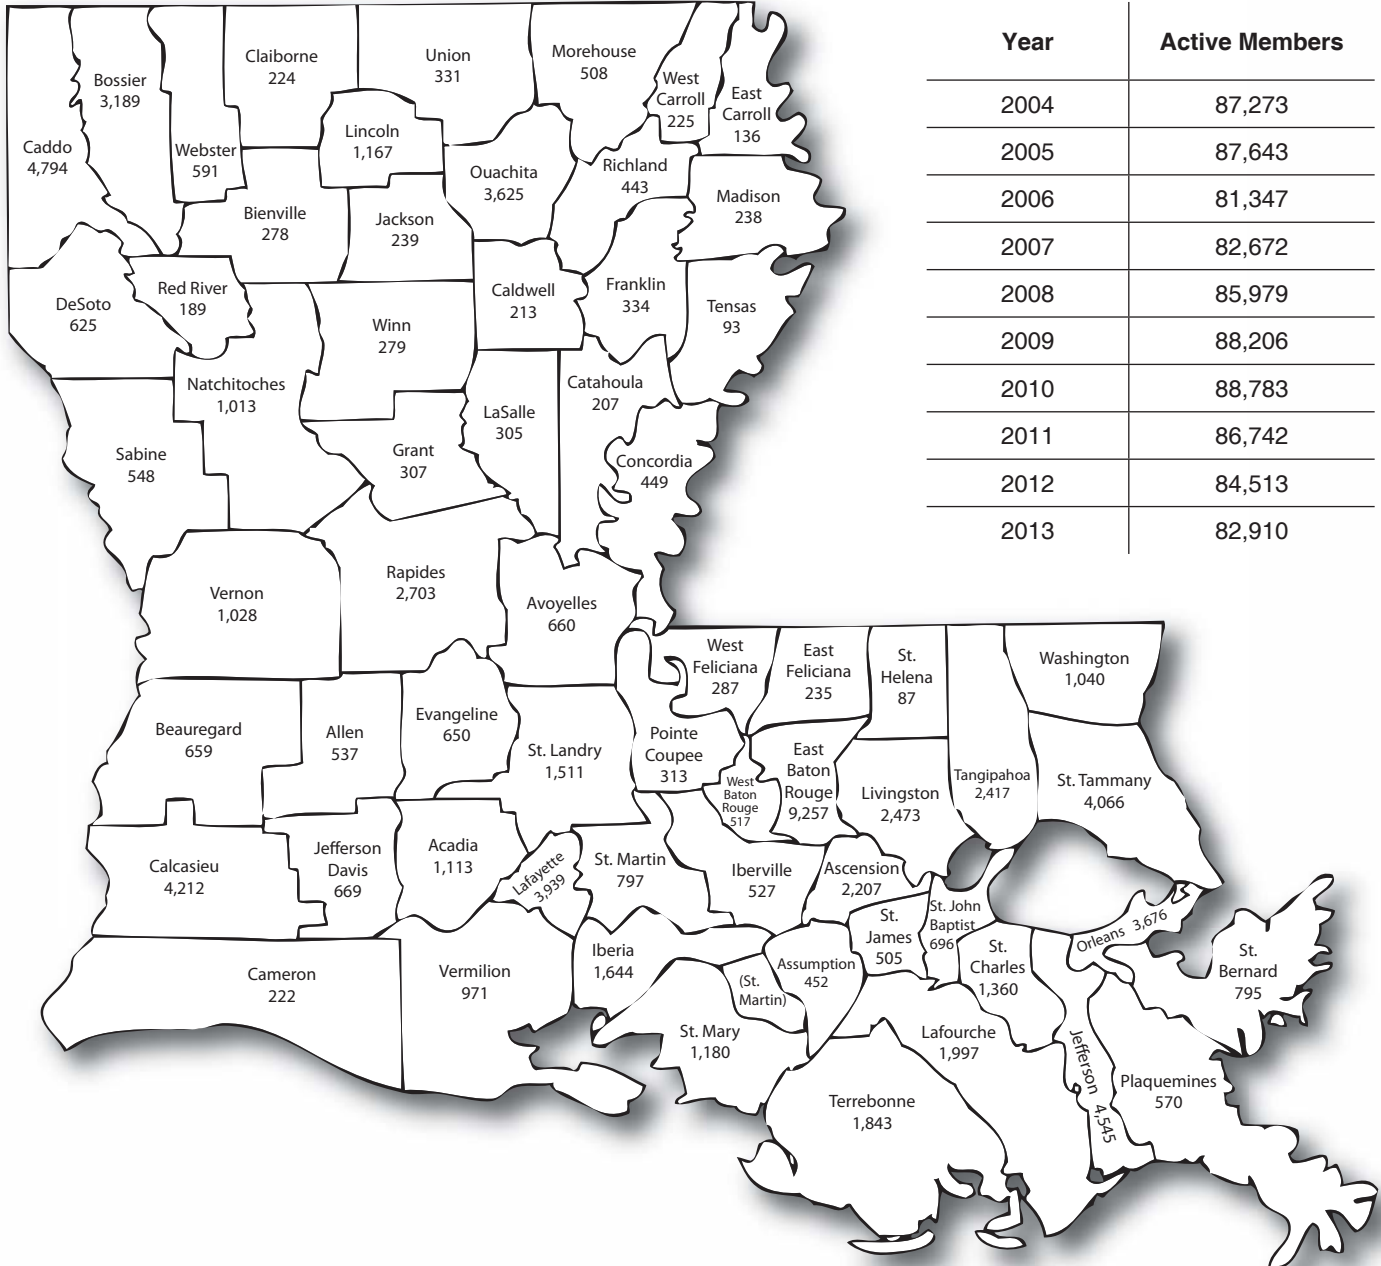 Year Active Members
2004 87,273
2005 87,643
2006 81,347
2007 82,672
2008 85,979
2009 88,206
2010 88,783
2011 86,742
2012 84,513
2013 82,910
Caddo
4,794
Bossier
3,189
Webster
591
Claiborne
224
Union
331
Morehouse
508
West
Carroll
225
East
Carroll
136
Lincoln
1,167
Ouachita
3,625
Richland
443
Madison
238
Bienville
278
Jackson
239
DeSoto
625
Red River
189
Caldwell
213
Franklin
334
Tensas
93
Winn
279
Natchitoches
1,013
LaSalle
305
Catahoula
207
Sabine
548
Grant
307
Concordia
449
Vernon
1,028
Rapides
2,703
Avoyelles
660
West
Feliciana
287
East
Feliciana
235
St.
Helena
87
Washington
1,040
Beauregard
659
Allen
537
Evangeline
650
St. Landry
1,511
Pointe
Coupee
313
West
Baton
Rouge
517
East
Baton
Rouge
9,257
Livingston
2,473
Tangipahoa
2,417
St. Tammany
4,066
Calcasieu
4,212
Jefferson
Davis
669
Acadia
1,113
Lafayette
3,939
St. Martin
797
Iberville
527
Ascension
2,207
St.
James
505
St. John
Baptist
696
St.
Charles
1,360
Orleans 3,676
St.
Bernard
795
Cameron
222
Vermilion
971
Iberia
1,644
(St.
Martin)
Assumption
452
St. Mary
1,180
Lafourche
1,997
Terrebonne
1,843
Jefferson 4,545
Plaquemines
570